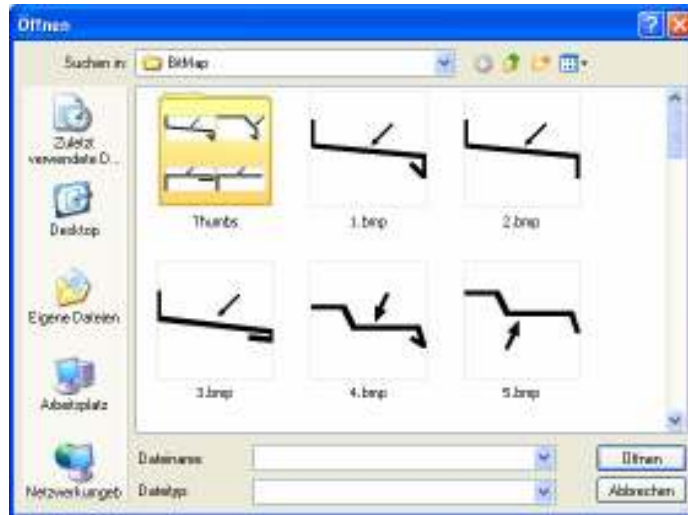 Öffnen
Suchen in: BitMap
Zuletzt
verwendete D...
Desktop
Eigene Dateien
Arbeitsplatz
Netzwerkumgeb
Thumbs
1.bmp
2.bmp
3.bmp
4.bmp
5.bmp
Dateiname:
Öffnen
Dateityp:
Abbrechen